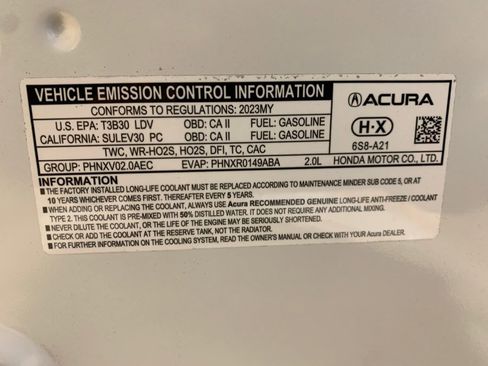 VEHICLE EMISSION CONTROL INFORMATION
CONFORMS TO REGULATIONS: 2023MY
U.S. EPA: T3B30 LDV OBD: CA II FUEL: GASOLINE
CALIFORNIA: SULEV30 PC OBD: CA II FUEL: GASOLINE
TWC, WR-HO2S, HO2S, DFI, TC, CAC
GROUP: PHNXV02.0AEC EVAP: PHNXR0149ABA 2.0L
ACURA
H-X
6S8-A21
HONDA MOTOR CO., LTD.
INFORMATION
■ THE FACTORY INSTALLED LONG-LIFE COOLANT MUST BE REPLACED ACCORDING TO MAINTENANCE MINDER SUB CODE 5, OR AT
10 YEARS WHICHEVER COMES FIRST. THEREAFTER EVERY 5 YEARS.
■ WHEN ADDING OR REPLACING THE COOLANT, ALWAYS USE Acura RECOMMENDED GENUINE LONG-LIFE ANTI-FREEZE / COOLANT
TYPE 2. THIS COOLANT IS PRE-MIXED WITH 50% DISTILLED WATER. IT DOES NOT REQUIRE ANY ADDITIONAL MIXING.
■ NEVER DILUTE THE COOLANT, OR THE LIFE OF THE ENGINE MAY BE SERIOUSLY SHORTENED.
■ CHECK OR ADD THE COOLANT AT THE RESERVE TANK, NOT THE RADIATOR.
■ FOR FURTHER INFORMATION ON THE COOLING SYSTEM, READ THE OWNER'S MANUAL OR CHECK WITH YOUR Acura DEALER.